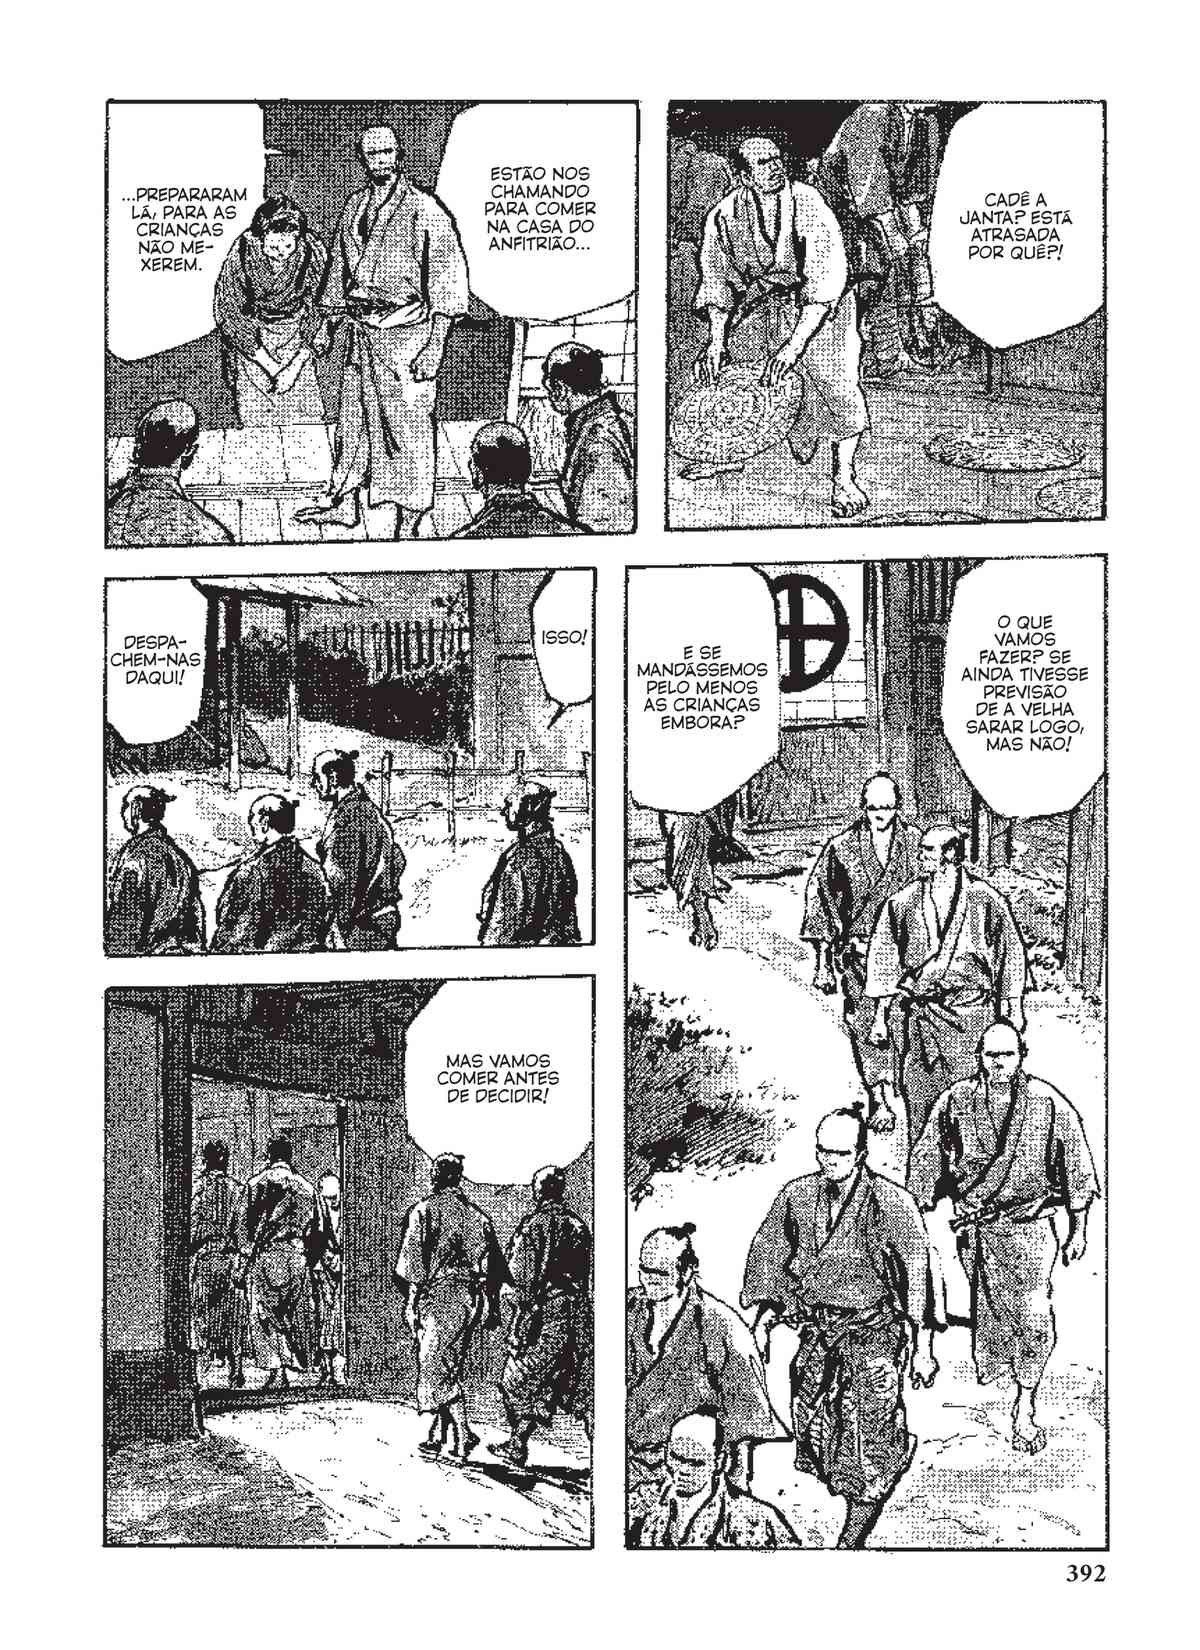 CADÊ A
JANTA? ESTÁ
ATRASADA
POR QUÊ?!
ESTÃO NOS
CHAMANDO
PARA COMER
NA CASA DO
ANFITRIÃO...
...PREPARARAM
LÁ, PARA AS
CRIANÇAS
NÃO ME-
XEREM.
O QUE
VAMOS
FAZER? SE
AINDA TIVESSE
PREVISÃO
DE A VELHA
SARAR LOGO,
MAS NÃO!
E SE
MANDÁSSEMOS
PELO MENOS
AS CRIANÇAS
EMBORA?
ISSO!
DESPA-
CHEM-NAS
DAQUI!
MAS VAMOS
COMER ANTES
DE DECIDIR!
392